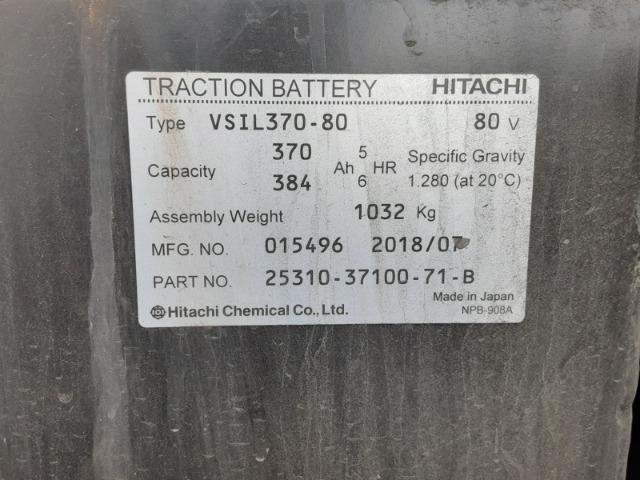 TRACTION BATTERY HITACHI
Type VSIL370-80 80 V
Capacity 370 Ah 5 HR Specific Gravity
384 6 1.280 (at 20°C)
Assembly Weight 1032 Kg
MFG. NO. 015496 2018/07
PART NO. 25310-37100-71-B
Hitachi Chemical Co., Ltd. Made in Japan
NPB-908A